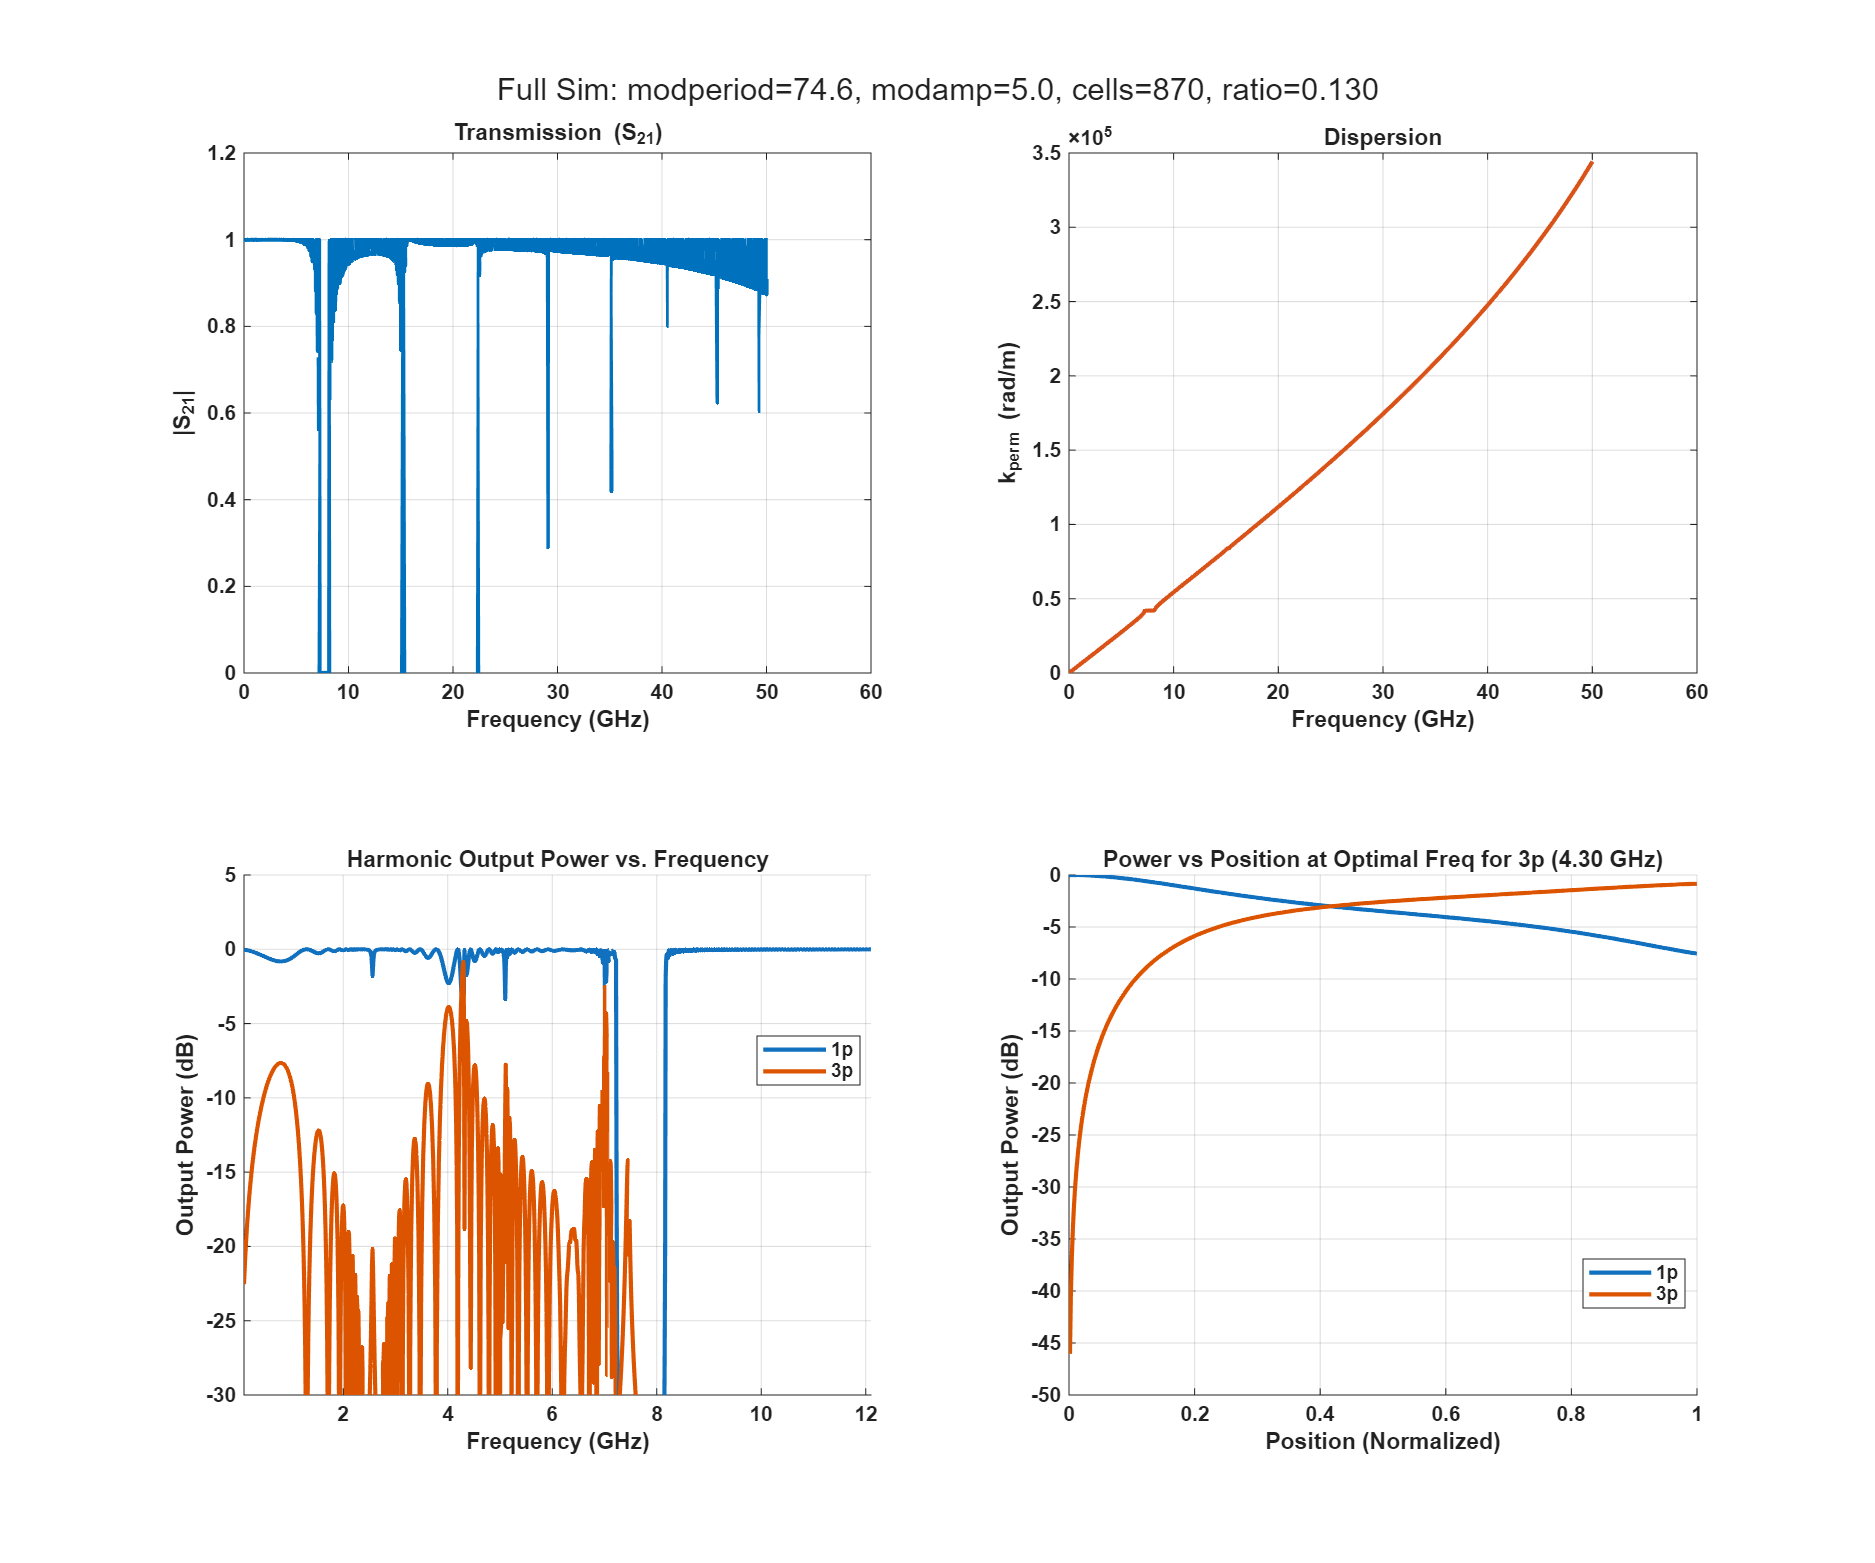 Full Sim: modperiod=74.6, modamp=5.0, cells=870, ratio=0.130
Transmission (S21)
1.2
1
0.8
0.6
0.4
0.2
0
|S21|
0 10 20 30 40 50 60
Frequency (GHz)
Dispersion
×10^5
3.5
3
2.5
2
1.5
1
0.5
0
kperm (rad/m)
0 10 20 30 40 50 60
Frequency (GHz)
Harmonic Output Power vs. Frequency
5
0
-5
-10
-15
-20
-25
-30
Output Power (dB)
1p
3p
2 4 6 8 10 12
Frequency (GHz)
Power vs Position at Optimal Freq for 3p (4.30 GHz)
0
-5
-10
-15
-20
-25
-30
-35
-40
-45
-50
Output Power (dB)
1p
3p
0 0.2 0.4 0.6 0.8 1
Position (Normalized)